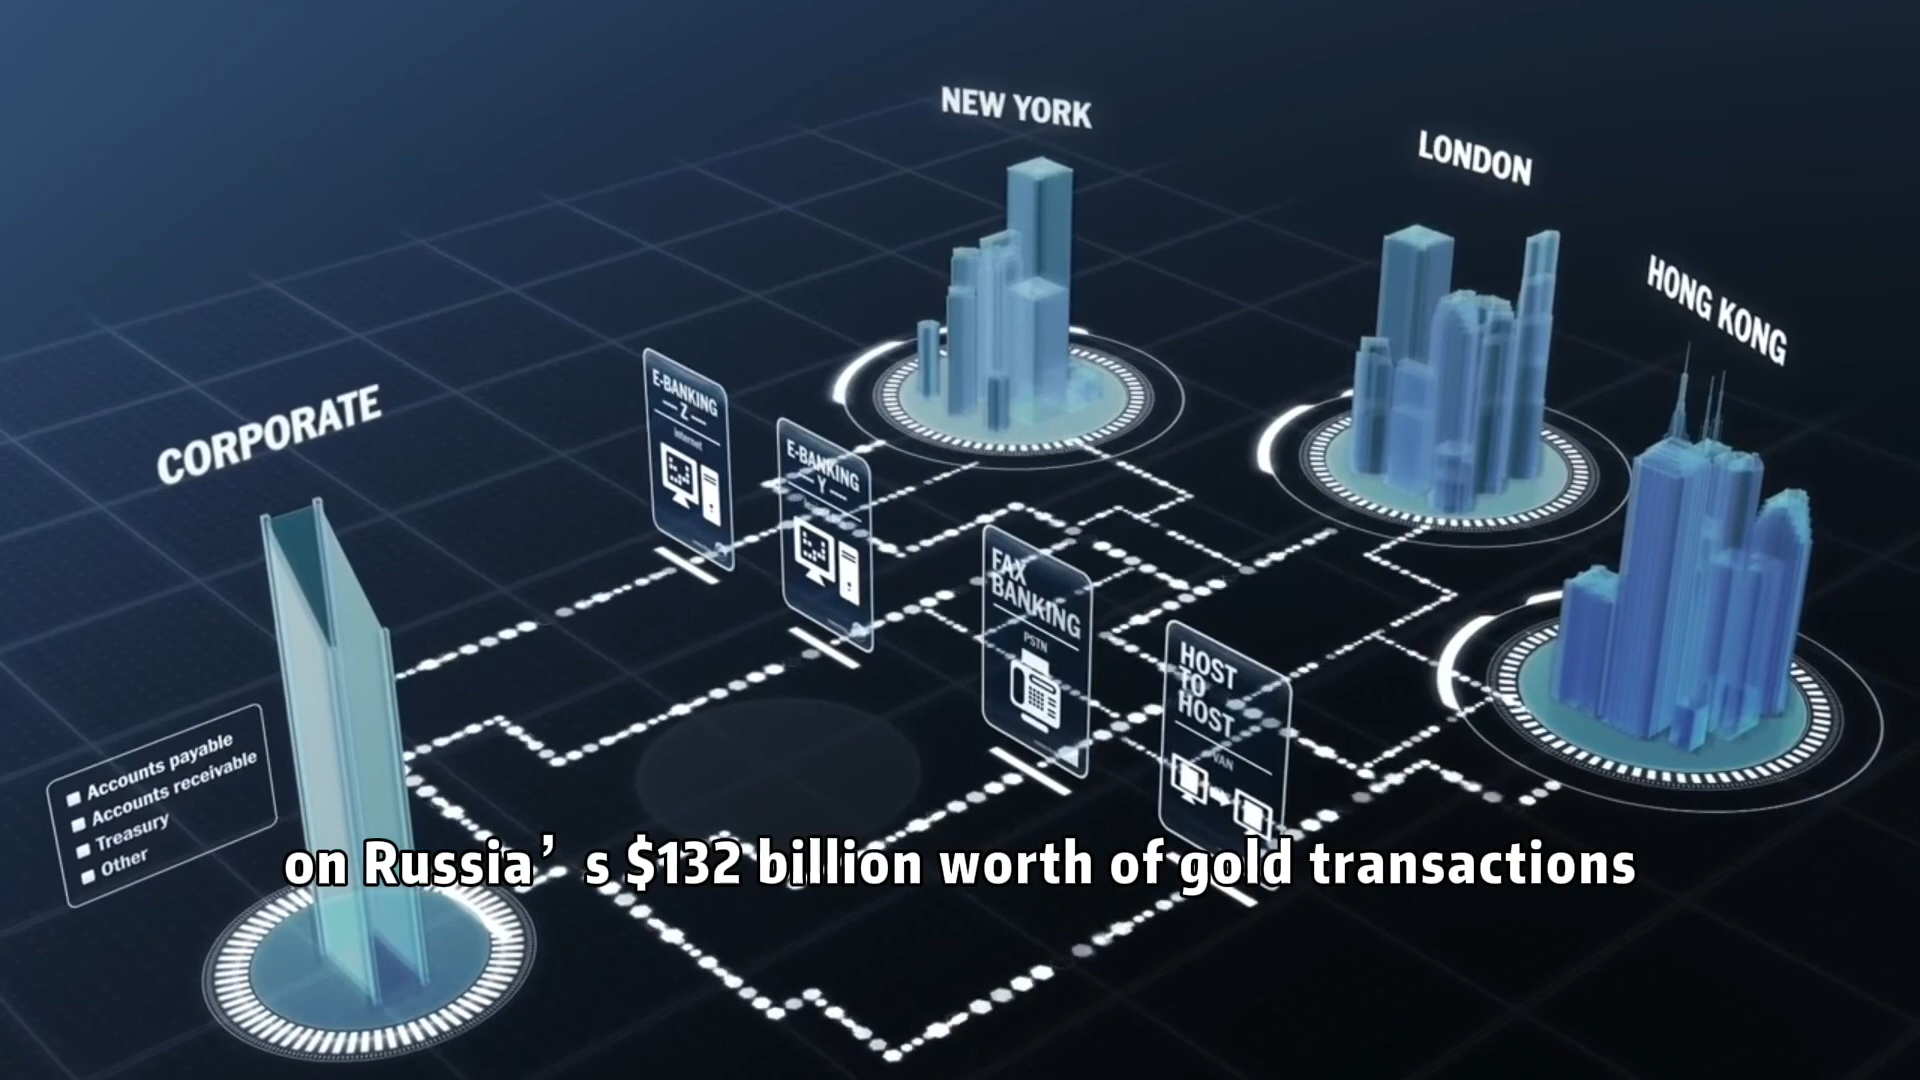 NEW YORK
LONDON
HONG KONG
CORPORATE
E-BANKING
Z
Internet
E-BANKING
Y
FAX
BANKING
PSTN
HOST
TO
HOST
VAN
Accounts payable
Accounts receivable
Treasury
Other
on Russia’s $132 billion worth of gold transactions